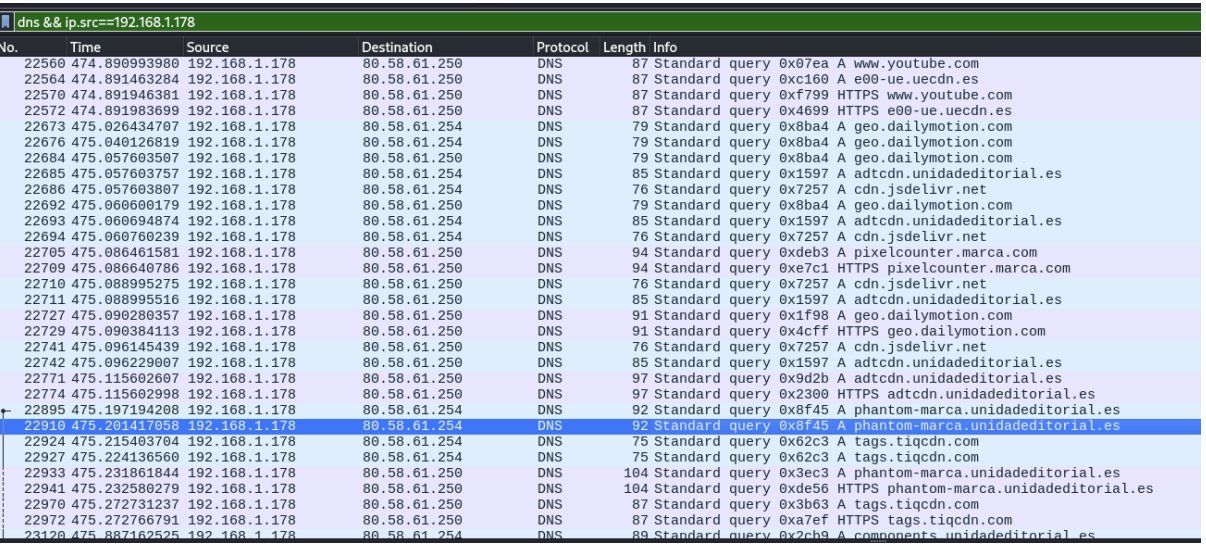 dns && ip.src==192.168.1.178
No. Time Source Destination Protocol Length Info
22560 474.890993980 192.168.1.178 80.58.61.250 DNS 87 Standard query 0x07ea A www.youtube.com
22564 474.891463284 192.168.1.178 80.58.61.250 DNS 87 Standard query 0xc160 A e00-ue.uecdn.es
22570 474.891946381 192.168.1.178 80.58.61.250 DNS 87 Standard query 0xf799 HTTPS www.youtube.com
22572 474.891983699 192.168.1.178 80.58.61.250 DNS 87 Standard query 0x4699 HTTPS e00-ue.uecdn.es
22673 475.026434707 192.168.1.178 80.58.61.254 DNS 79 Standard query 0x8ba4 A geo.dailymotion.com
22676 475.040126819 192.168.1.178 80.58.61.254 DNS 79 Standard query 0x8ba4 A geo.dailymotion.com
22684 475.057603507 192.168.1.178 80.58.61.250 DNS 79 Standard query 0x8ba4 A geo.dailymotion.com
22685 475.057603757 192.168.1.178 80.58.61.254 DNS 85 Standard query 0x1597 A adtcdn.unidadeditorial.es
22686 475.057603807 192.168.1.178 80.58.61.254 DNS 76 Standard query 0x7257 A cdn.jsdelivr.net
22692 475.060600179 192.168.1.178 80.58.61.250 DNS 79 Standard query 0x8ba4 A geo.dailymotion.com
22693 475.060694874 192.168.1.178 80.58.61.254 DNS 85 Standard query 0x1597 A adtcdn.unidadeditorial.es
22694 475.060760239 192.168.1.178 80.58.61.254 DNS 76 Standard query 0x7257 A cdn.jsdelivr.net
22705 475.086461581 192.168.1.178 80.58.61.250 DNS 94 Standard query 0xdeb3 A pixelcounter.marca.com
22709 475.086640786 192.168.1.178 80.58.61.250 DNS 94 Standard query 0xe7c1 HTTPS pixelcounter.marca.com
22710 475.088995275 192.168.1.178 80.58.61.250 DNS 76 Standard query 0x7257 A cdn.jsdelivr.net
22711 475.088995516 192.168.1.178 80.58.61.250 DNS 85 Standard query 0x1597 A adtcdn.unidadeditorial.es
22727 475.090280357 192.168.1.178 80.58.61.250 DNS 91 Standard query 0x1f98 A geo.dailymotion.com
22729 475.090384113 192.168.1.178 80.58.61.250 DNS 91 Standard query 0x4cff HTTPS geo.dailymotion.com
22741 475.096145439 192.168.1.178 80.58.61.250 DNS 76 Standard query 0x7257 A cdn.jsdelivr.net
22742 475.096229007 192.168.1.178 80.58.61.250 DNS 85 Standard query 0x1597 A adtcdn.unidadeditorial.es
22771 475.115602607 192.168.1.178 80.58.61.250 DNS 97 Standard query 0x9d2b A adtcdn.unidadeditorial.es
22774 475.115602998 192.168.1.178 80.58.61.250 DNS 97 Standard query 0x2300 HTTPS adtcdn.unidadeditorial.es
22895 475.197194208 192.168.1.178 80.58.61.254 DNS 92 Standard query 0x8f45 A phantom-marca.unidadeditorial.es
22910 475.201417058 192.168.1.178 80.58.61.254 DNS 92 Standard query 0x8f45 A phantom-marca.unidadeditorial.es
22924 475.215403704 192.168.1.178 80.58.61.254 DNS 75 Standard query 0x62c3 A tags.tiqcdn.com
22927 475.224136560 192.168.1.178 80.58.61.254 DNS 75 Standard query 0x62c3 A tags.tiqcdn.com
22933 475.231861844 192.168.1.178 80.58.61.250 DNS 104 Standard query 0x3ec3 A phantom-marca.unidadeditorial.es
22941 475.232580279 192.168.1.178 80.58.61.250 DNS 104 Standard query 0xde56 HTTPS phantom-marca.unidadeditorial.es
22970 475.272731237 192.168.1.178 80.58.61.250 DNS 87 Standard query 0x3b63 A tags.tiqcdn.com
22972 475.272766791 192.168.1.178 80.58.61.250 DNS 87 Standard query 0xa7ef HTTPS tags.tiqcdn.com
23120 475.887162525 192.168.1.178 80.58.61.254 DNS 89 Standard query 0x2cb9 A components.unidadeditorial.es